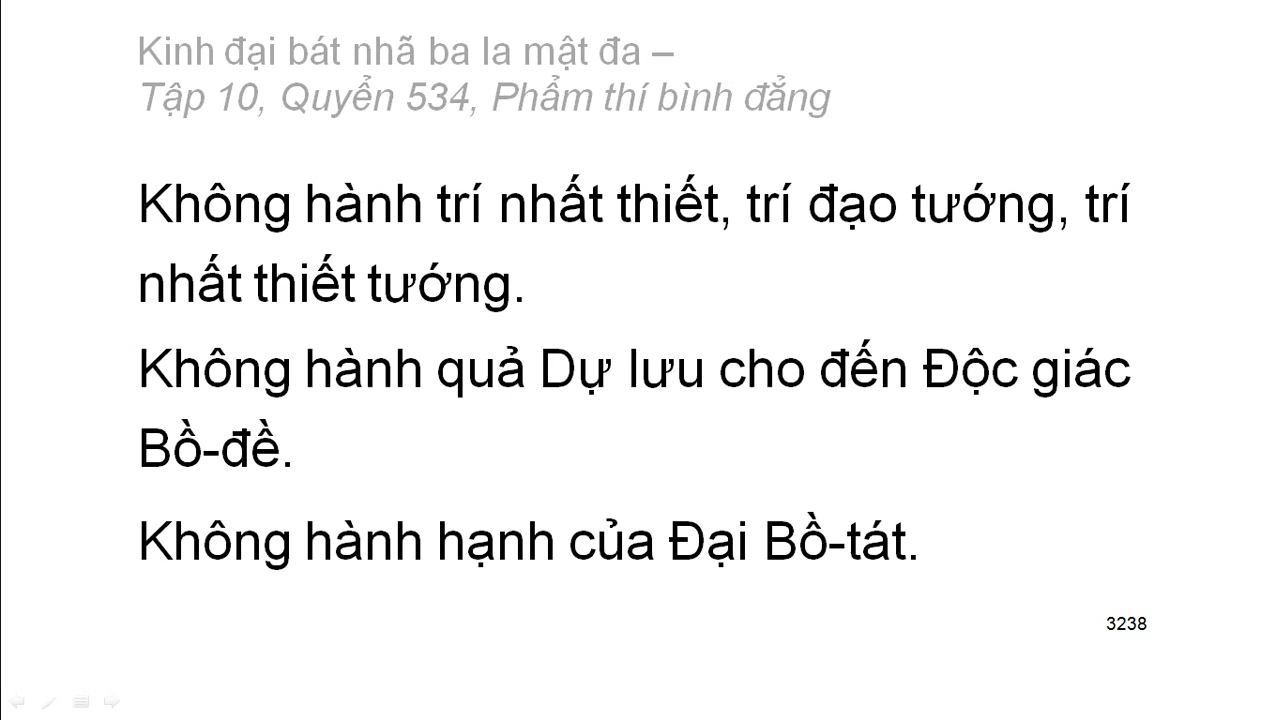 Kinh đại bát nhã ba la mật đa –
Tập 10, Quyển 534, Phẩm thí bình đẳng
Không hành trí nhất thiết, trí đạo tướng, trí
nhất thiết tướng.
Không hành quả Dự lưu cho đến Độc giác
Bồ-đề.
Không hành hạnh của Đại Bồ-tát.
3238